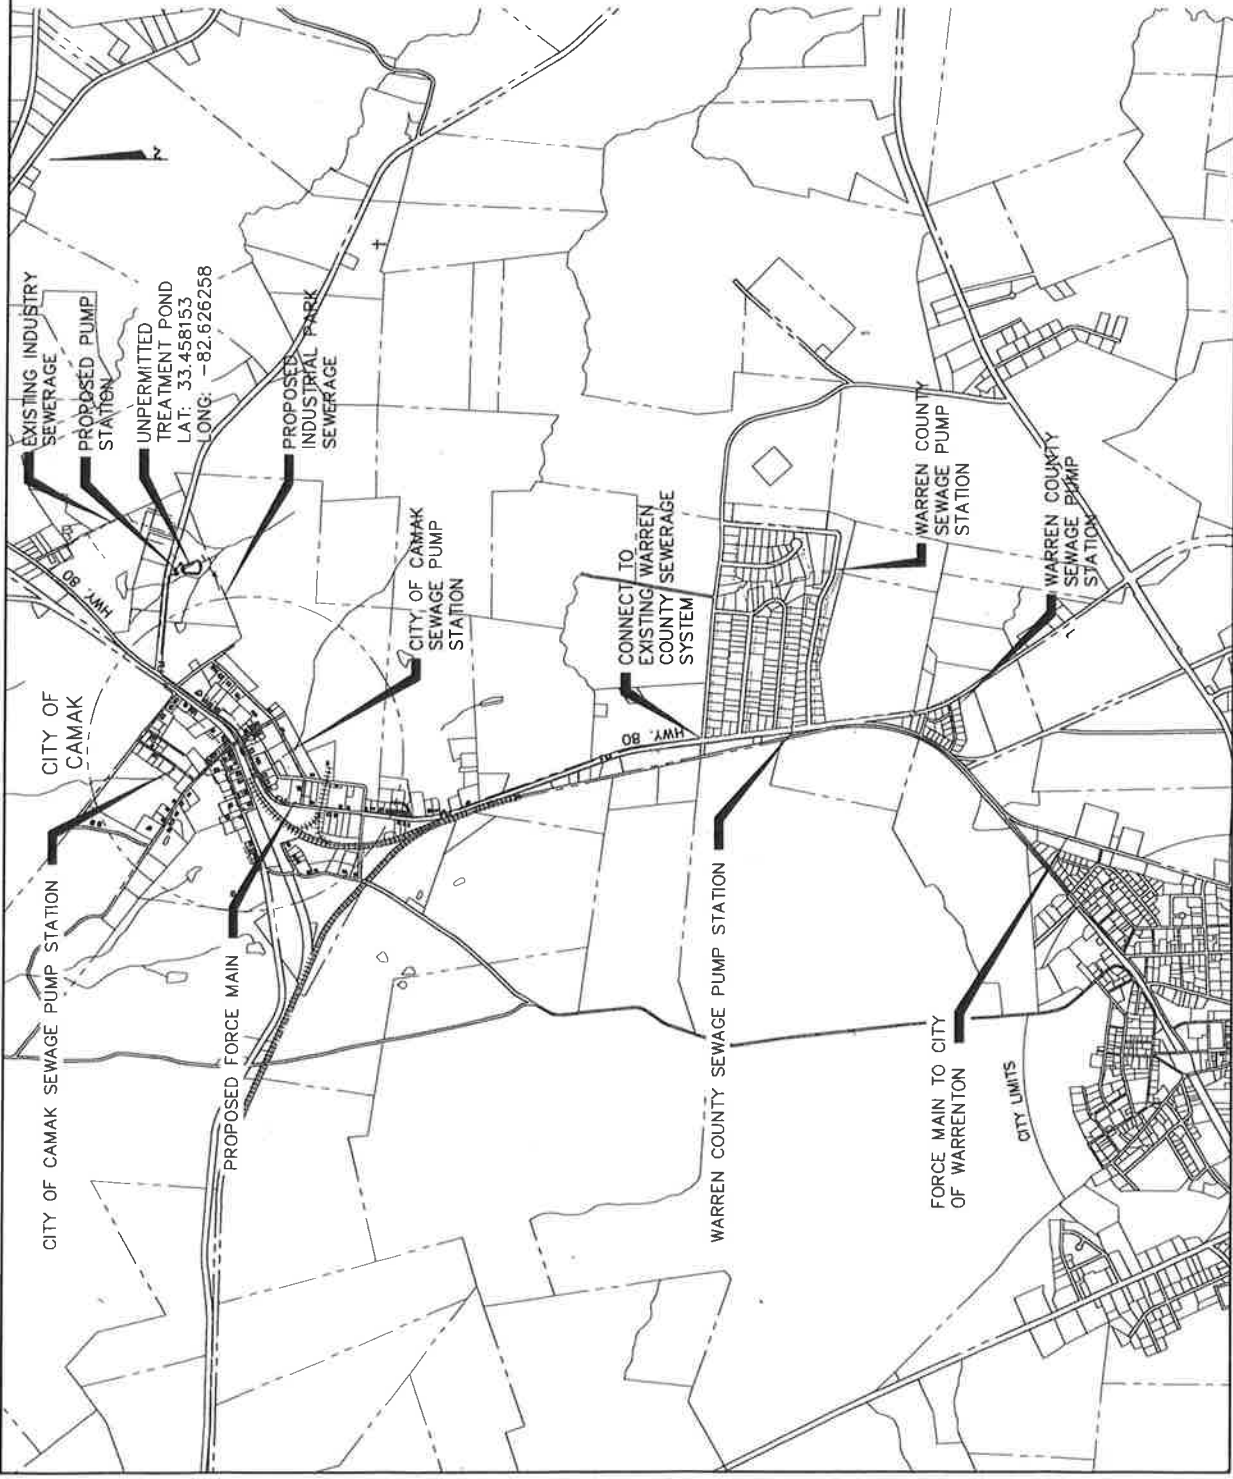 EXISTING INDUSTRY
SEWERAGE
PROPOSED PUMP
STATION
UNPERMITTED
TREATMENT POND
LAT: 33.458153
LONG: -82.626258
PROPOSED
INDUSTRIAL PARK
SEWERAGE
N
HWY. 80
CITY OF
CAMAK
CITY OF CAMAK
SEWAGE PUMP
STATION
CITY OF CAMAK SEWAGE PUMP STATION
PROPOSED FORCE MAIN
CONNECT TO
EXISTING WARREN
COUNTY SEWERAGE
SYSTEM
HWY. 80
WARREN COUNTY
SEWAGE PUMP
STATION
WARREN COUNTY
SEWAGE PUMP
STATION
WARREN COUNTY SEWAGE PUMP STATION
FORCE MAIN TO CITY
OF WARRENTON
CITY LIMITS